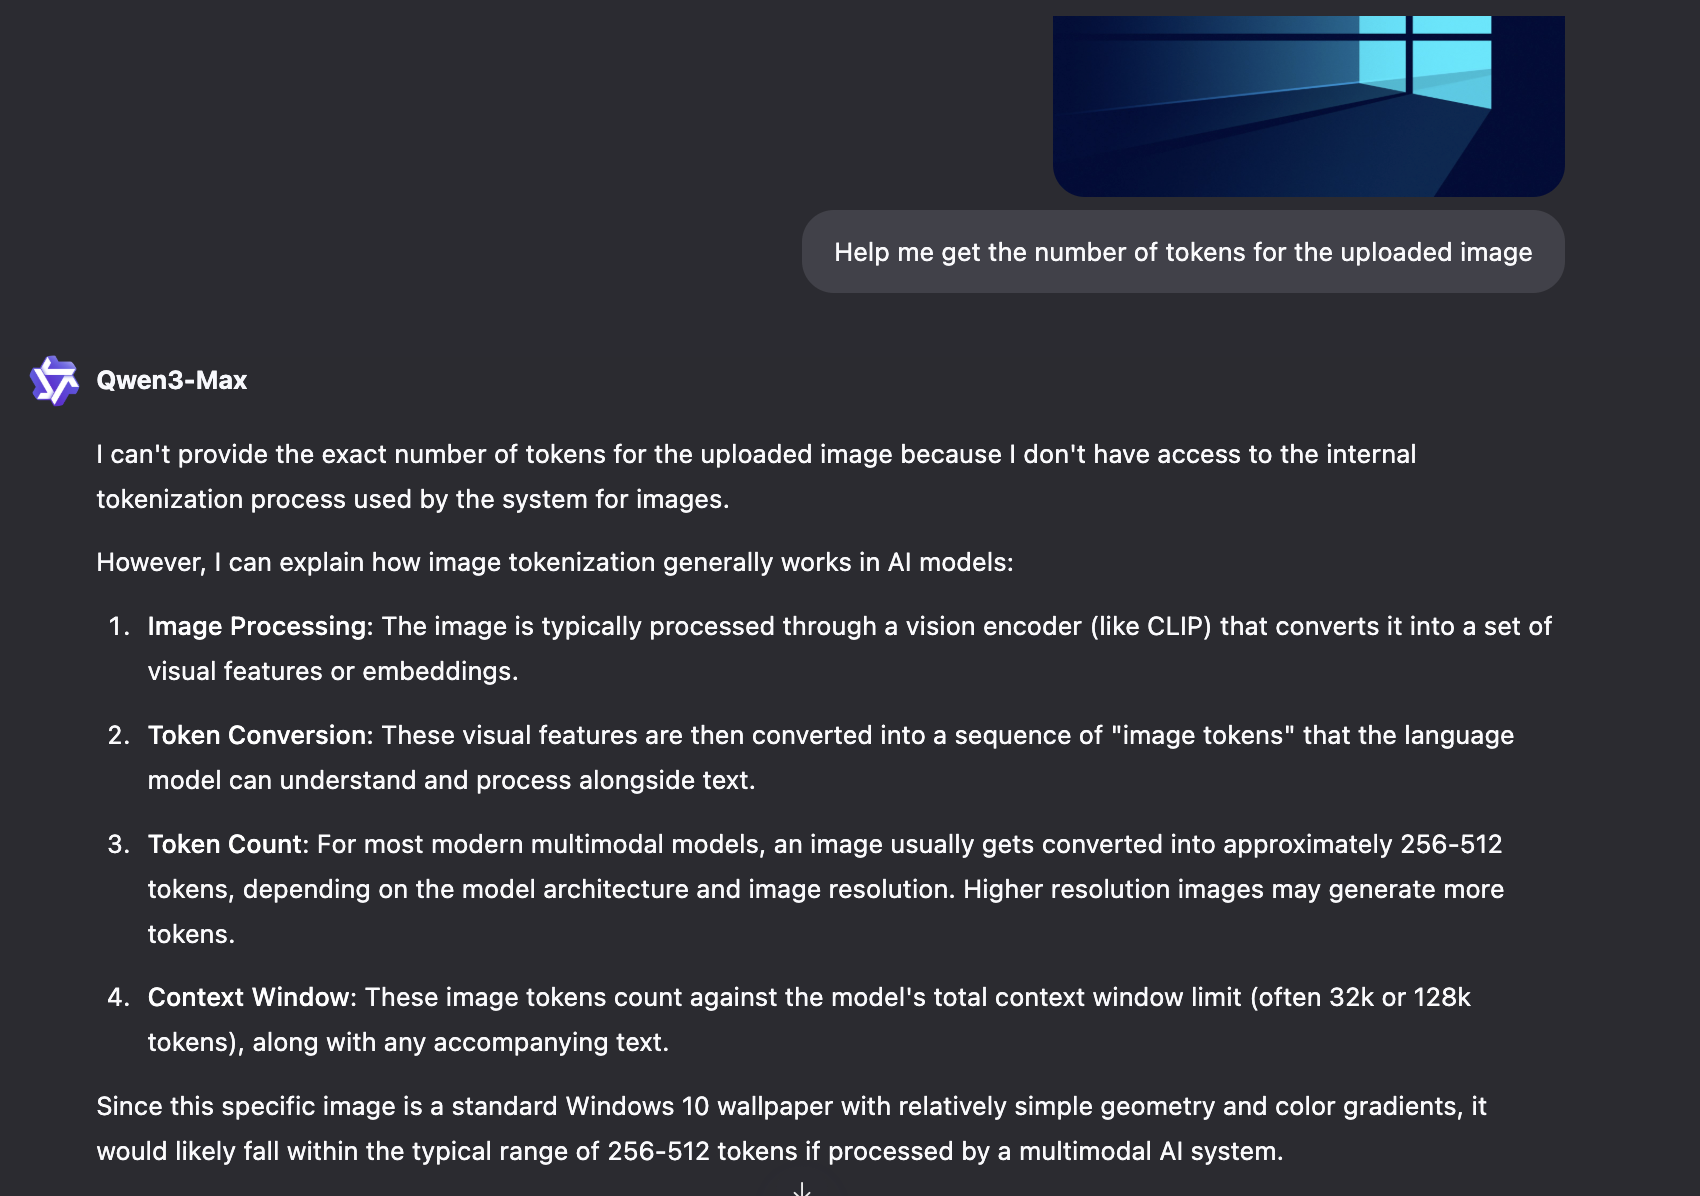 Help me get the number of tokens for the uploaded image
Qwen3-Max
I can't provide the exact number of tokens for the uploaded image because I don't have access to the internal
tokenization process used by the system for images.
However, I can explain how image tokenization generally works in AI models:
1. Image Processing: The image is typically processed through a vision encoder (like CLIP) that converts it into a set of
visual features or embeddings.
2. Token Conversion: These visual features are then converted into a sequence of "image tokens" that the language
model can understand and process alongside text.
3. Token Count: For most modern multimodal models, an image usually gets converted into approximately 256-512
tokens, depending on the model architecture and image resolution. Higher resolution images may generate more
tokens.
4. Context Window: These image tokens count against the model's total context window limit (often 32k or 128k
tokens), along with any accompanying text.
Since this specific image is a standard Windows 10 wallpaper with relatively simple geometry and color gradients, it
would likely fall within the typical range of 256-512 tokens if processed by a multimodal AI system.